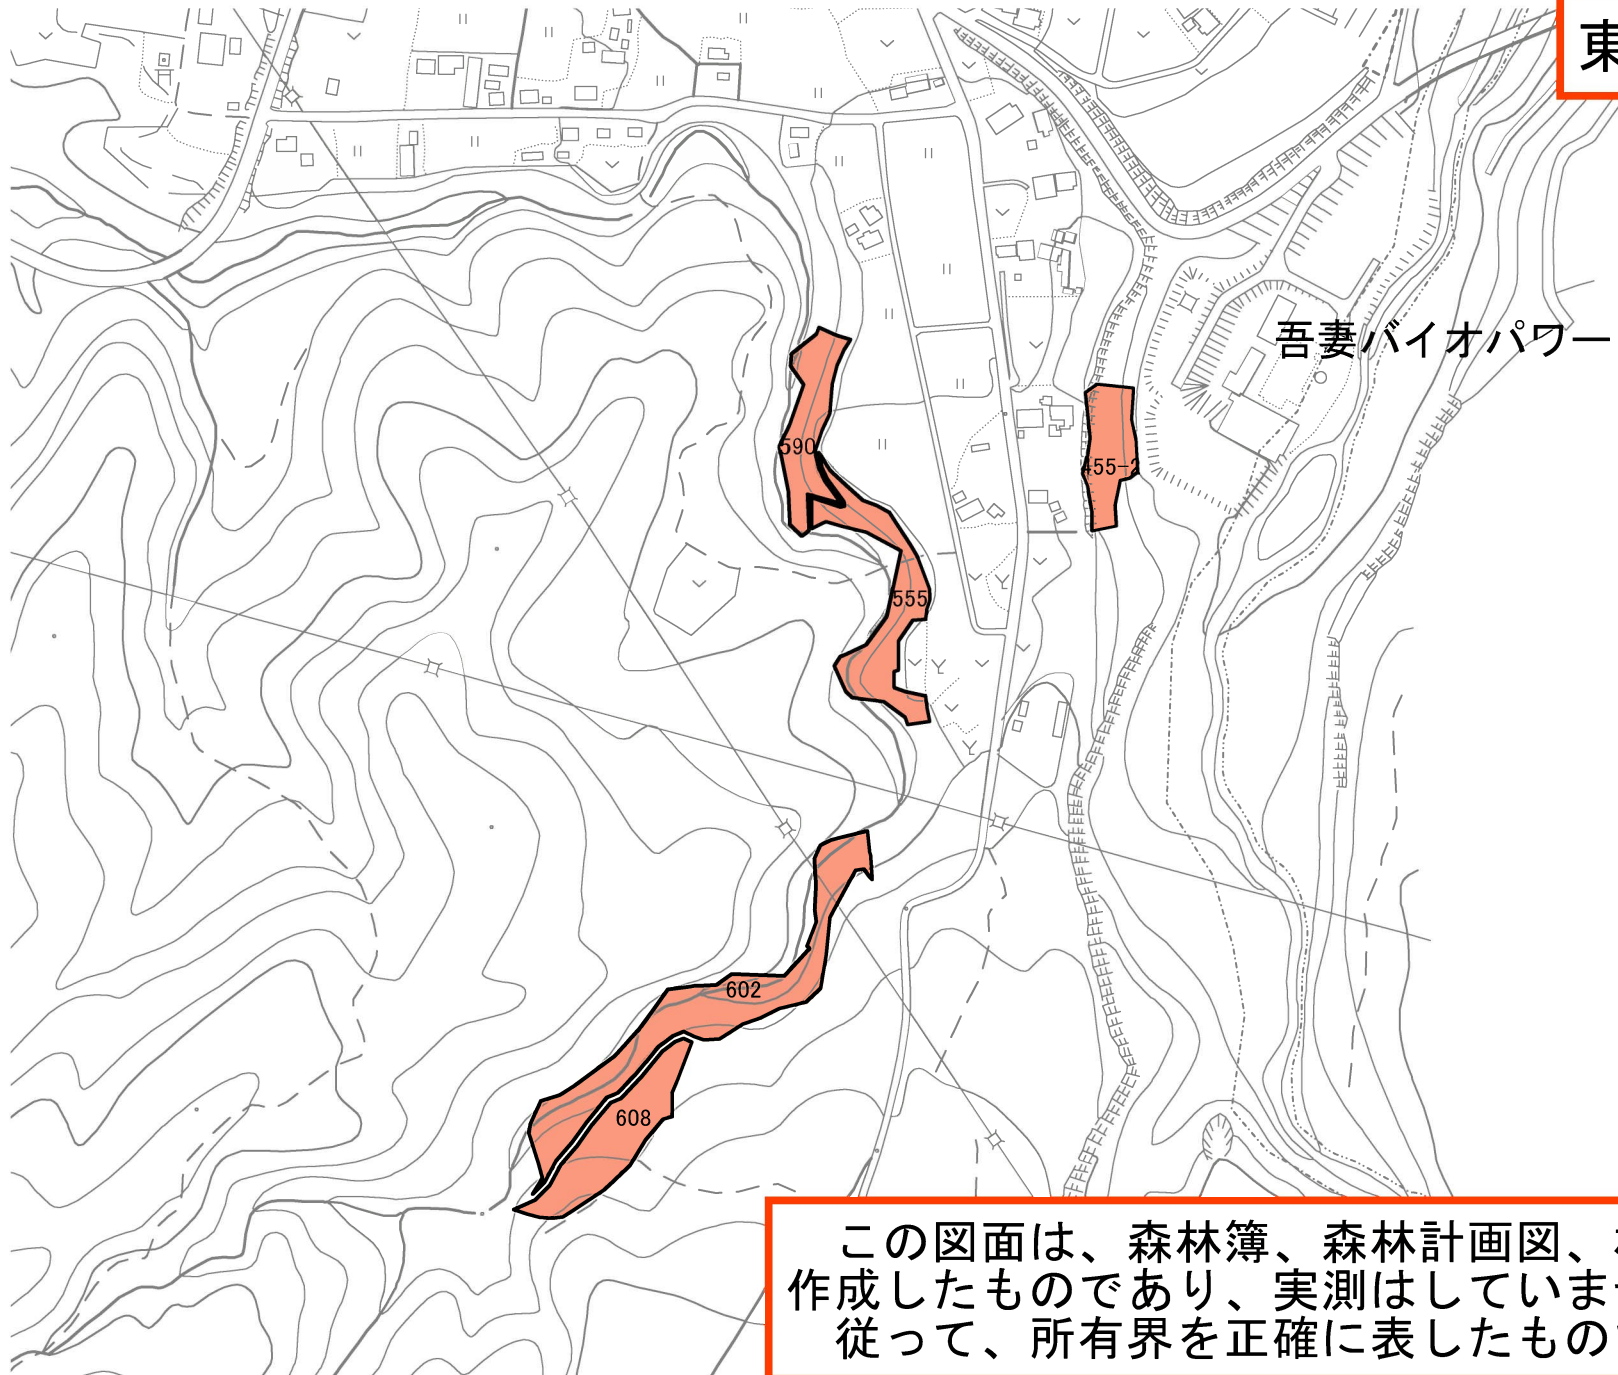 東
吾妻バイオパワー
590
455-2
555
602
608
この図面は、森林簿、森林計画図、
作成したものであり、実測はしていませ
従って、所有界を正確に表したもの